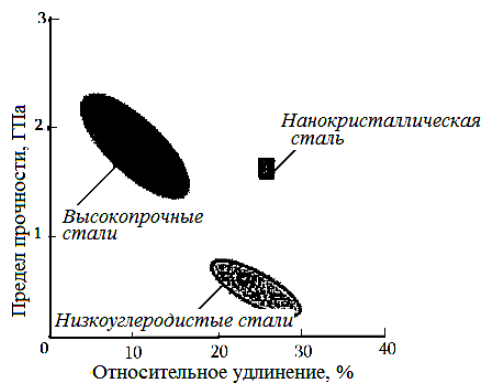 3
2
1
0
10
20
30
40
Предел прочности, ГПа
Относительное удлинение, %
Нанокристаллическая
сталь
Высокопрочные
стали
Низкоуглеродистые стали